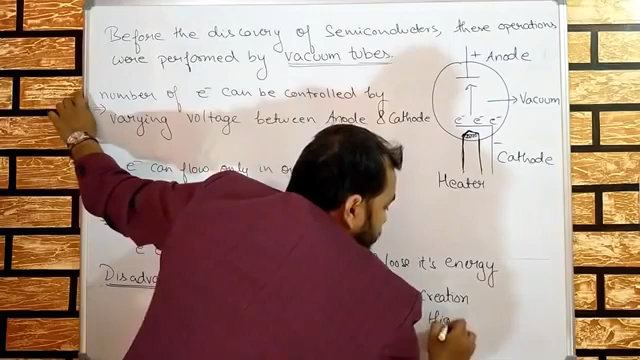 Before the discovery of Semiconductors, these operations
were performed by vacuum tubes.
+ Anode
Vacuum
e⁻ e⁻ e⁻
- Cathode
Heater
→ number of e⁻ can be controlled by
varying voltage between Anode & Cathode
e⁻ can flow only in
e
loose it's energy
Creation